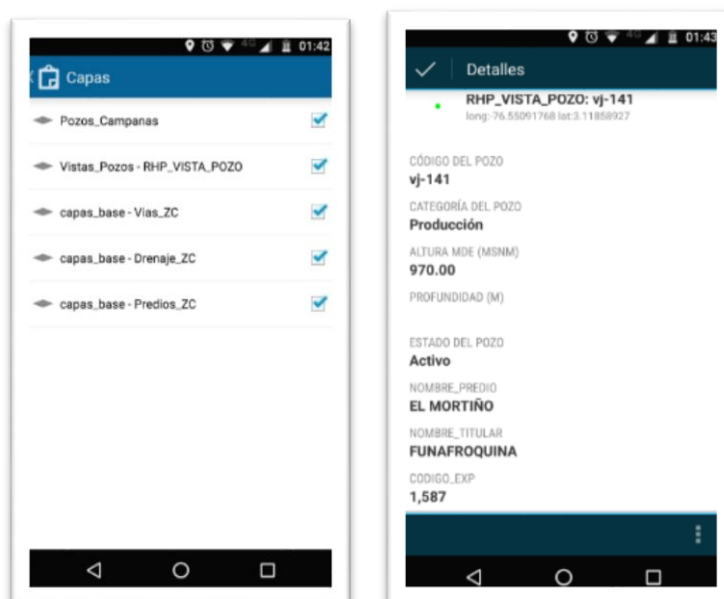 4G 01:42
Capas
Pozos_Campanas
Vistas_Pozos - RHP_VISTA_POZO
capas_base - Vias_ZC
capas_base - Drenaje_ZC
capas_base - Predios_ZC
4G 01:43
Detalles
RHP_VISTA_POZO: vj-141
long:-76.55091768 lat:3.11858927
CÓDIGO DEL POZO
vj-141
CATEGORÍA DEL POZO
Producción
ALTURA MDE (MSNM)
970.00
PROFUNDIDAD (M)
ESTADO DEL POZO
Activo
NOMBRE_PREDIO
EL MORTIÑO
NOMBRE_TITULAR
FUNAFROQUINA
CODIGO_EXP
1,587